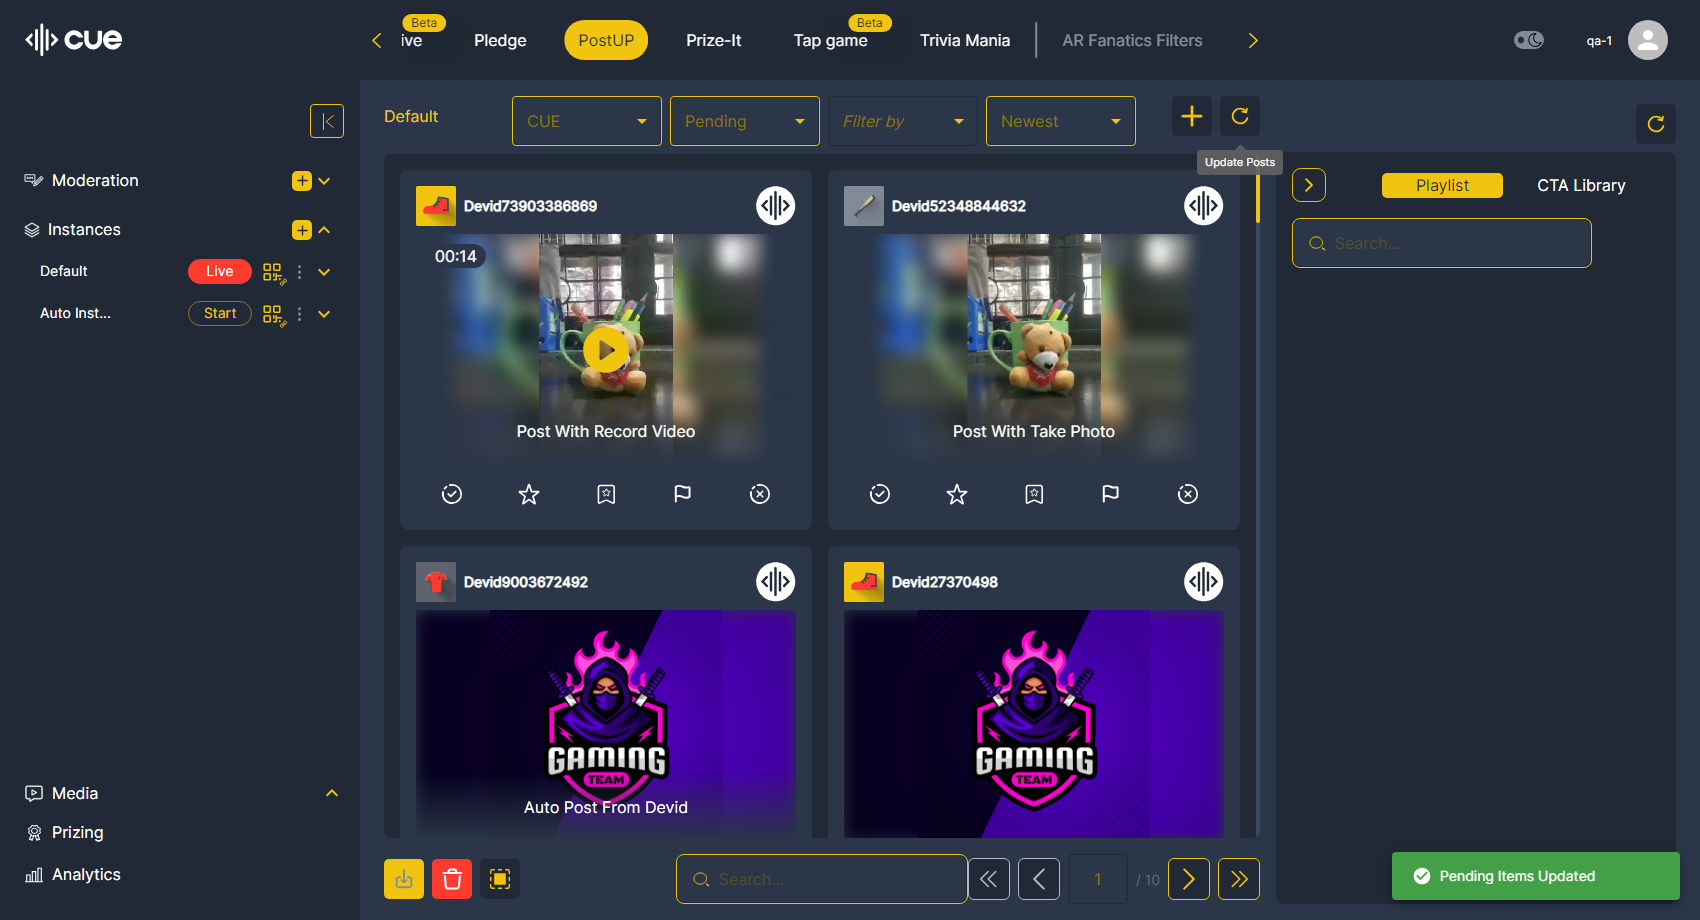 cue
Beta
ive
Pledge
PostUP
Prize-It
Beta
Tap game
Trivia Mania
AR Fanatics Filters
qa-1
Moderation
Instances
Default
Live
Auto Inst...
Start
Media
Prizing
Analytics
Default
CUE
Pending
Filter by
Newest
Update Posts
Devid73903386869
00:14
Post With Record Video
Devid52348844632
Post With Take Photo
Devid9003672492
GAMING
TEAM
Auto Post From Devid
Devid27370498
GAMING
TEAM
Search...
1
/ 10
Playlist
CTA Library
Search...
Pending Items Updated